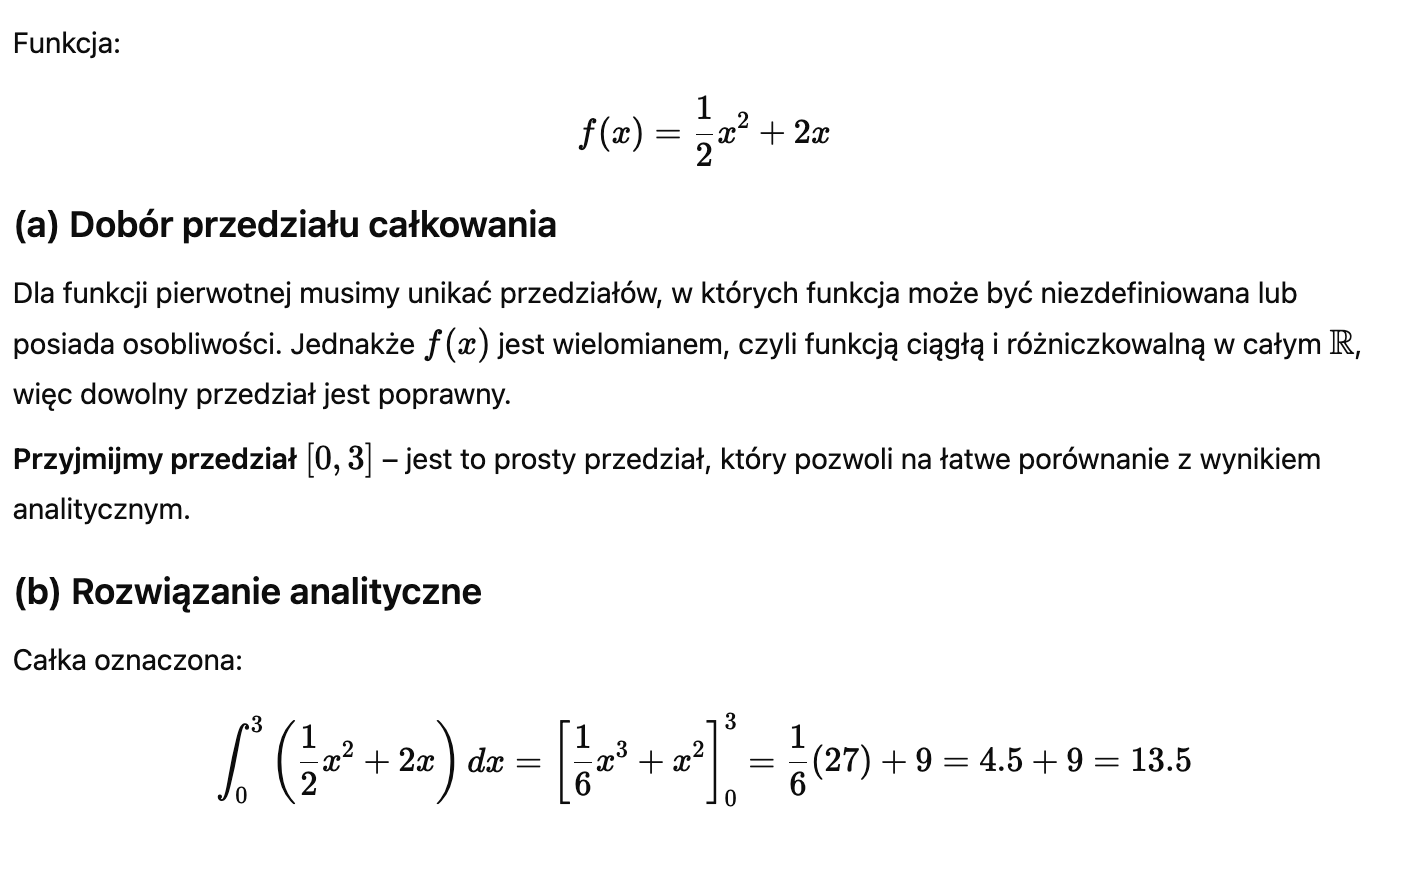 Funkcja:
f(x) = \frac{1}{2}x^2 + 2x
(a) Dobór przedziału całkowania
Dla funkcji pierwotnej musimy unikać przedziałów, w których funkcja może być niezdefiniowana lub
posiada osobliwości. Jednakże f(x) jest wielomianem, czyli funkcją ciągłą i różniczkowalną w całym ℝ,
więc dowolny przedział jest poprawny.
Przyjmijmy przedział [0, 3] – jest to prosty przedział, który pozwoli na łatwe porównanie z wynikiem
analitycznym.
(b) Rozwiązanie analityczne
Całka oznaczona:
\int_0^3 \left( \frac{1}{2}x^2 + 2x \right) dx = \left[ \frac{1}{6}x^3 + x^2 \right]_0^3 = \frac{1}{6}(27) + 9 = 4.5 + 9 = 13.5